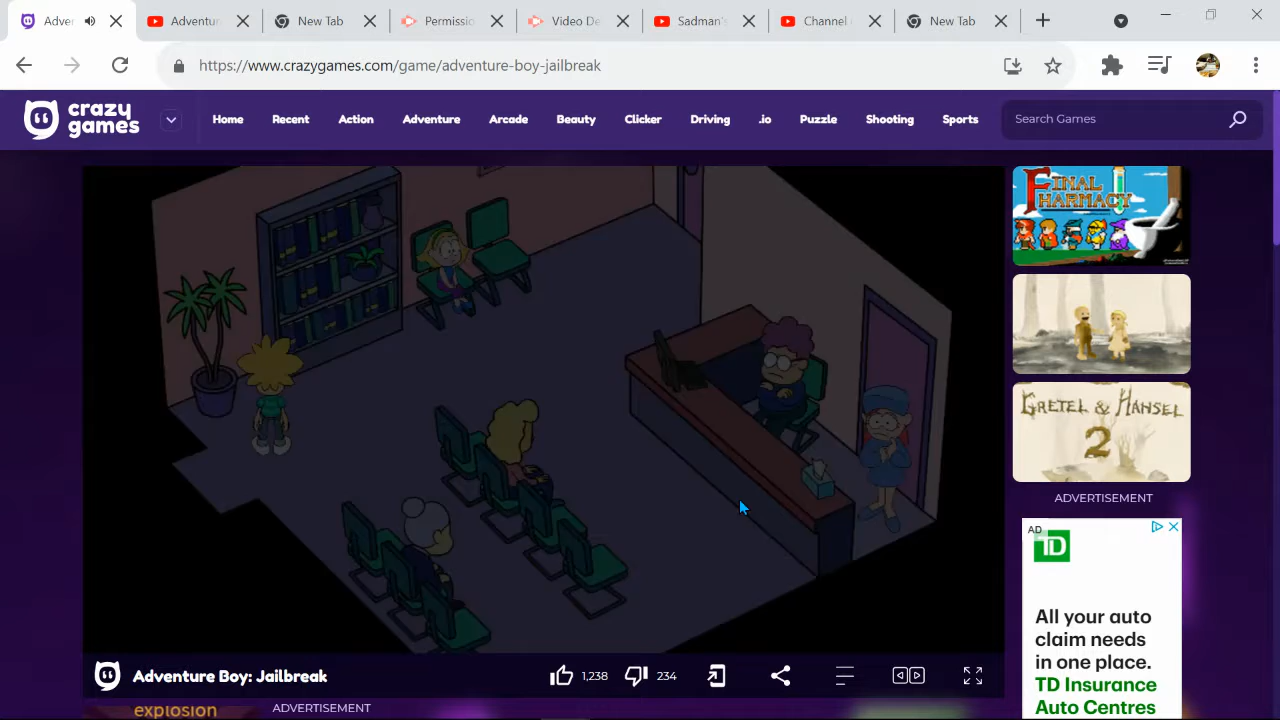 Adver
Adventur
New Tab
Permissio
Video De
Sadman's
Channel
New Tab
https://www.crazygames.com/game/adventure-boy-jailbreak
crazy
games
Home
Recent
Action
Adventure
Arcade
Beauty
Clicker
Driving
.io
Puzzle
Shooting
Sports
Search Games
FINAL
PHARMACY
GRETEL & HANSEL
2
ADVERTISEMENT
AD
TD
All your auto
claim needs
in one place.
TD Insurance
Auto Centres
Adventure Boy: Jailbreak
1,238
234
explosion
ADVERTISEMENT